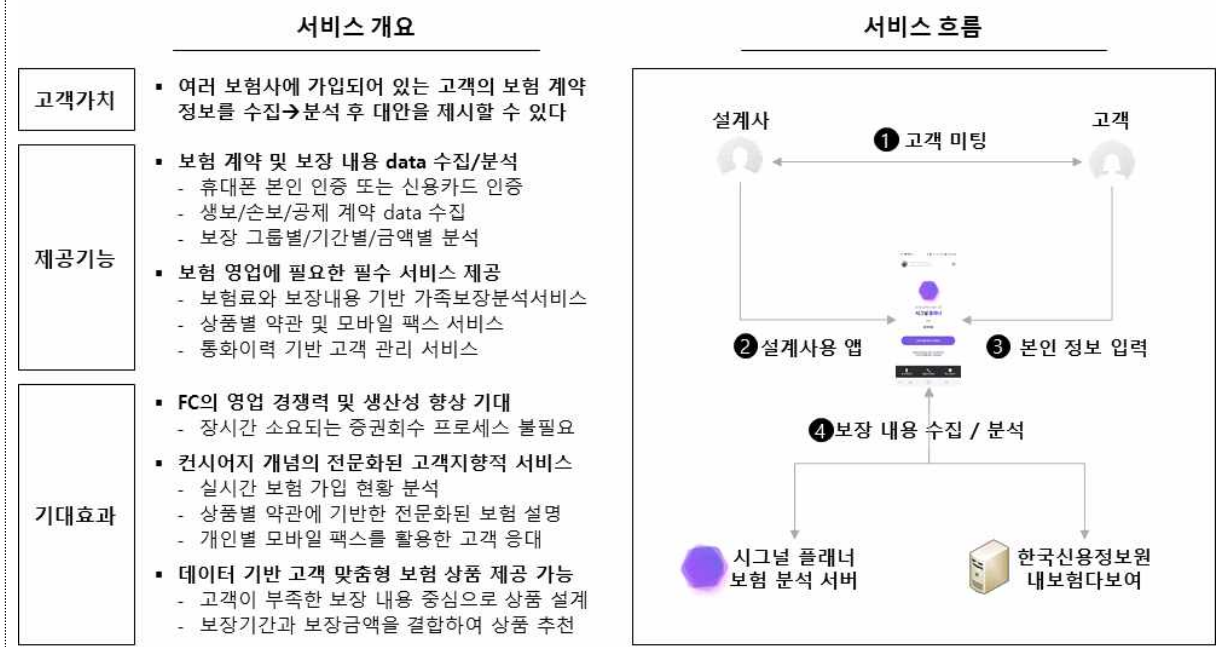 서비스 개요
고객가치
▪ 여러 보험사에 가입되어 있는 고객의 보험 계약
정보를 수집→분석 후 대안을 제시할 수 있다
제공기능
▪ 보험 계약 및 보장 내용 data 수집/분석
- 휴대폰 본인 인증 또는 신용카드 인증
- 생보/손보/공제 계약 data 수집
- 보장 그룹별/기간별/금액별 분석
▪ 보험 영업에 필요한 필수 서비스 제공
- 보험료와 보장내용 기반 가족보장분석서비스
- 상품별 약관 및 모바일 팩스 서비스
- 통화이력 기반 고객 관리 서비스
기대효과
▪ FC의 영업 경쟁력 및 생산성 향상 기대
- 장시간 소요되는 증권회수 프로세스 불필요
▪ 컨시어지 개념의 전문화된 고객지향적 서비스
- 실시간 보험 가입 현황 분석
- 상품별 약관에 기반한 전문화된 보험 설명
- 개인별 모바일 팩스를 활용한 고객 응대
▪ 데이터 기반 고객 맞춤형 보험 상품 제공 가능
- 고객이 부족한 보장 내용 중심으로 상품 설계
- 보장기간과 보장금액을 결합하여 상품 추천
서비스 흐름
설계사
고객
❶ 고객 미팅
시그널 플래너
❷설계사용 앱
❸ 본인 정보 입력
❹보장 내용 수집 / 분석
시그널 플래너
보험 분석 서버
한국신용정보원
내보험다보여